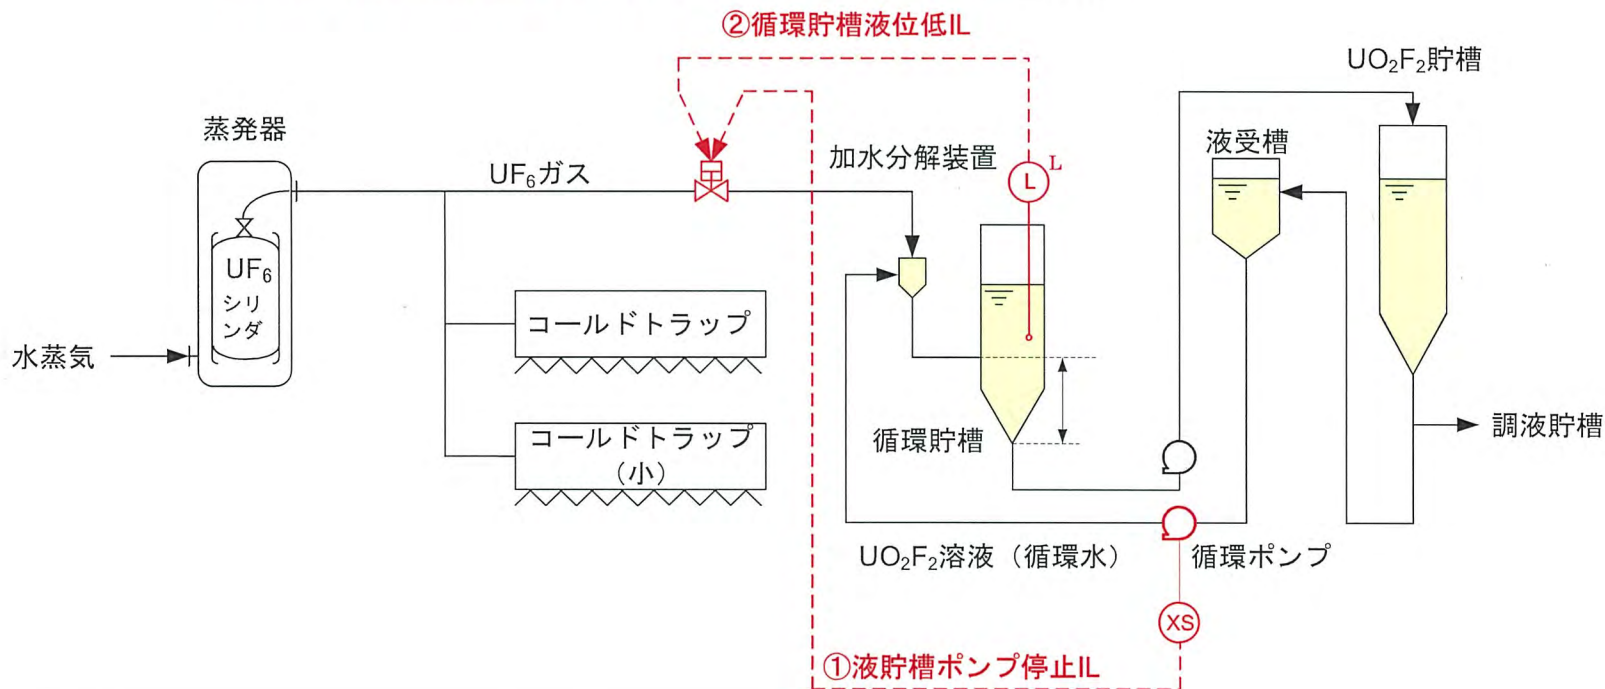 ②循環貯槽液位低IL
UO₂F₂貯槽
蒸発器
液受槽
加水分解装置
L
L
UF₆ガス
UF₆
シリ
ンダ
コールドトラップ
水蒸気
コールドトラップ
（小）
循環貯槽
調液貯槽
UO₂F₂溶液（循環水）
循環ポンプ
XS
①液貯槽ポンプ停止IL